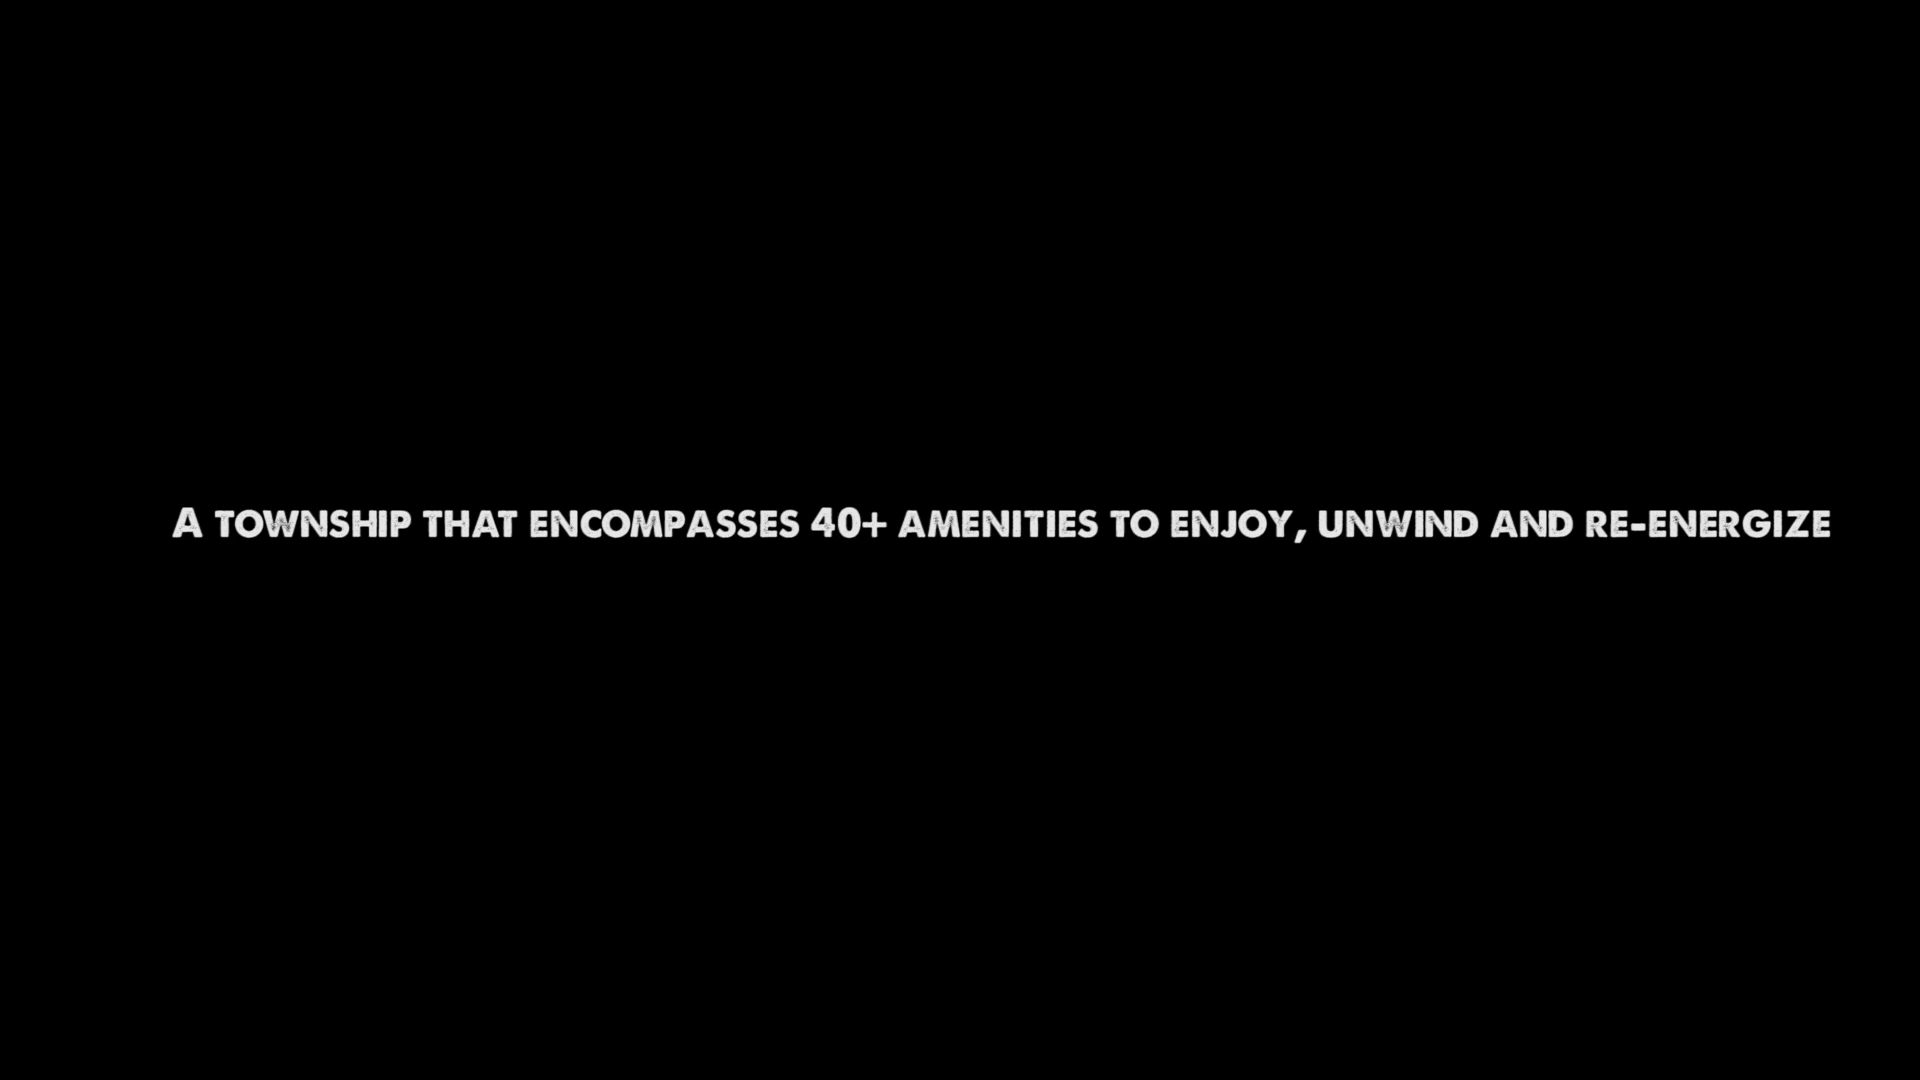 A TOWNSHIP THAT ENCOMPASSES 40+ AMENITIES TO ENJOY, UNWIND AND RE-ENERGIZE